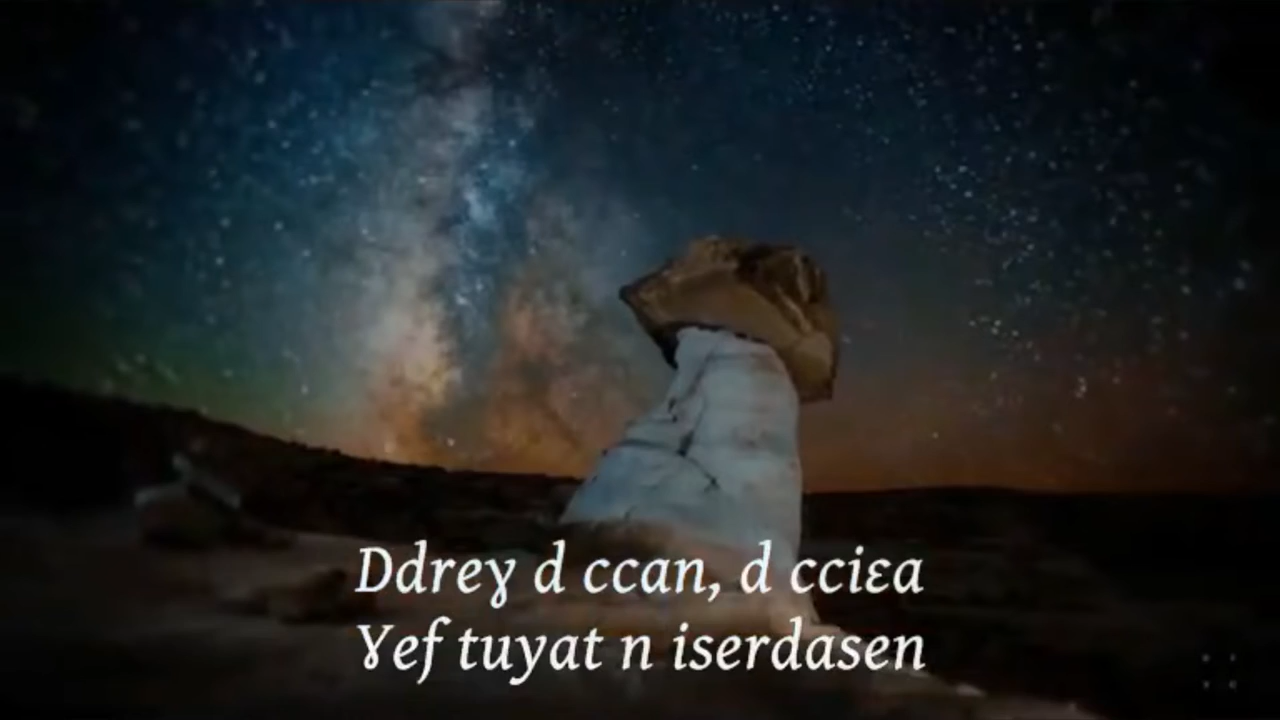 Ddreɣ d ccan, d cciɛa
Ɣef tuyat n iserdasen